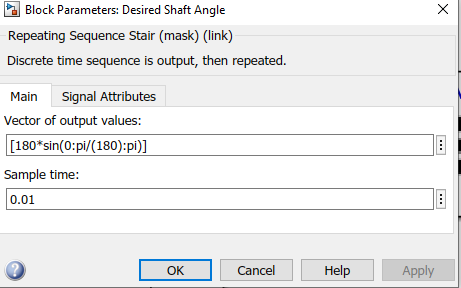 Block Parameters: Desired Shaft Angle
Repeating Sequence Stair (mask) (link)
Discrete time sequence is output, then repeated.
Main Signal Attributes
Vector of output values:
[180*sin(0:pi/(180):pi)]
Sample time:
0.01
? OK Cancel Help Apply